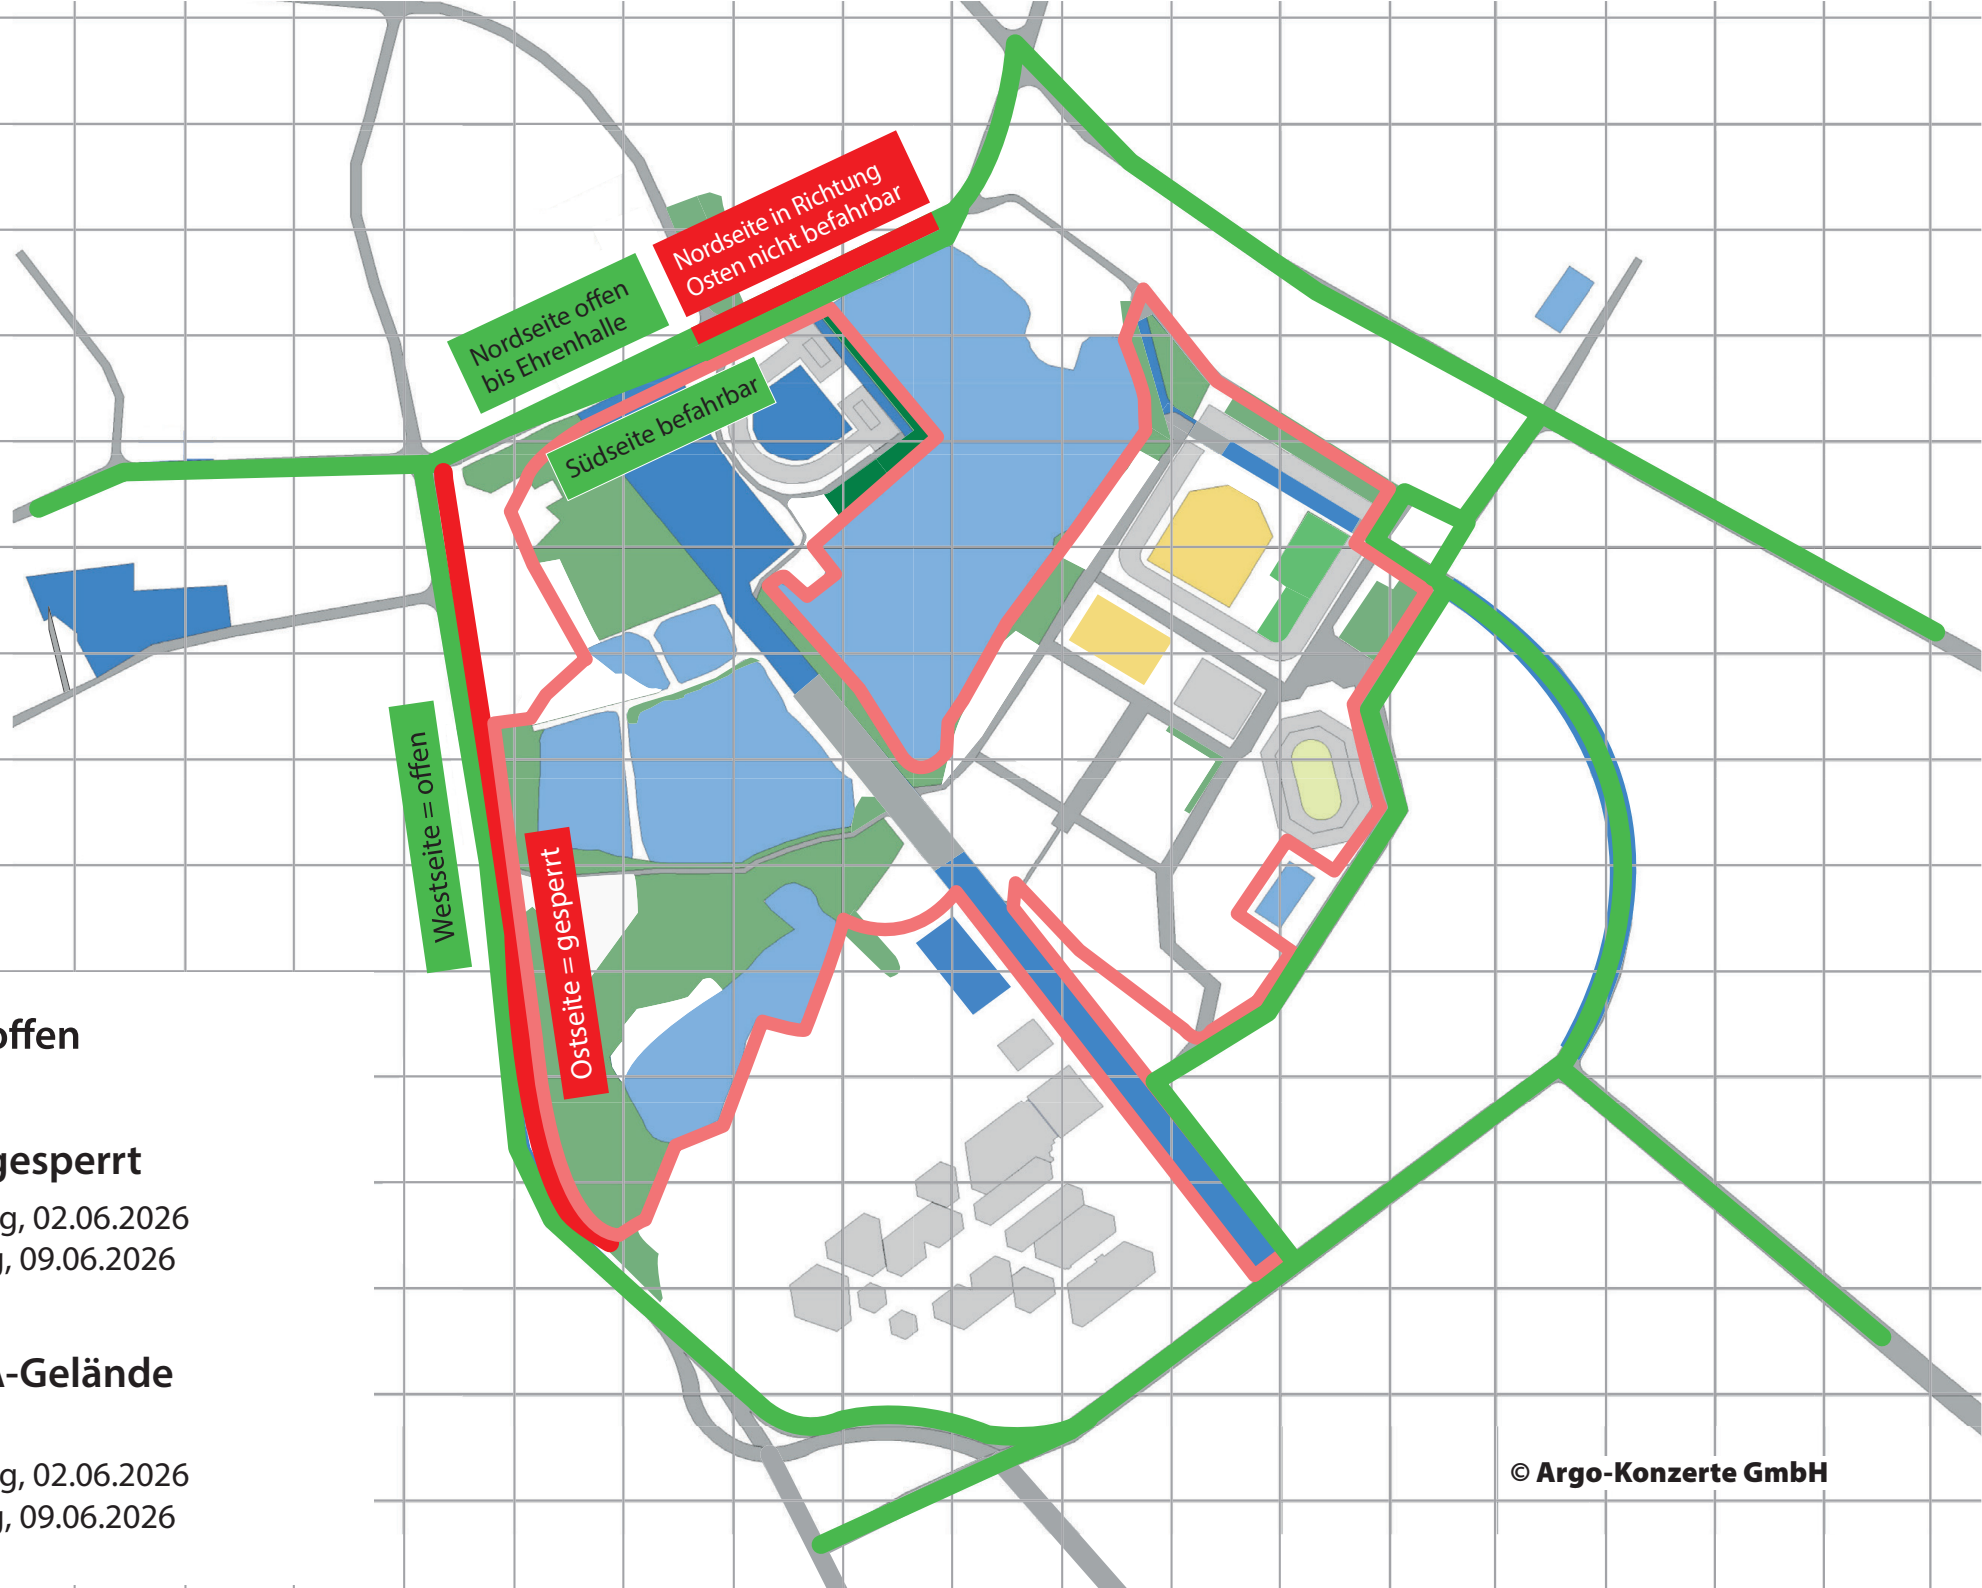 Nordseite in Richtung
Osten nicht befahrbar
Nordseite offen
bis Ehrenhalle
Südseite befahrbar
Westseite = offen
Ostseite = gesperrt
offen
gesperrt
g, 02.06.2026
g, 09.06.2026
A-Gelände
g, 02.06.2026
g, 09.06.2026
© Argo-Konzerte GmbH